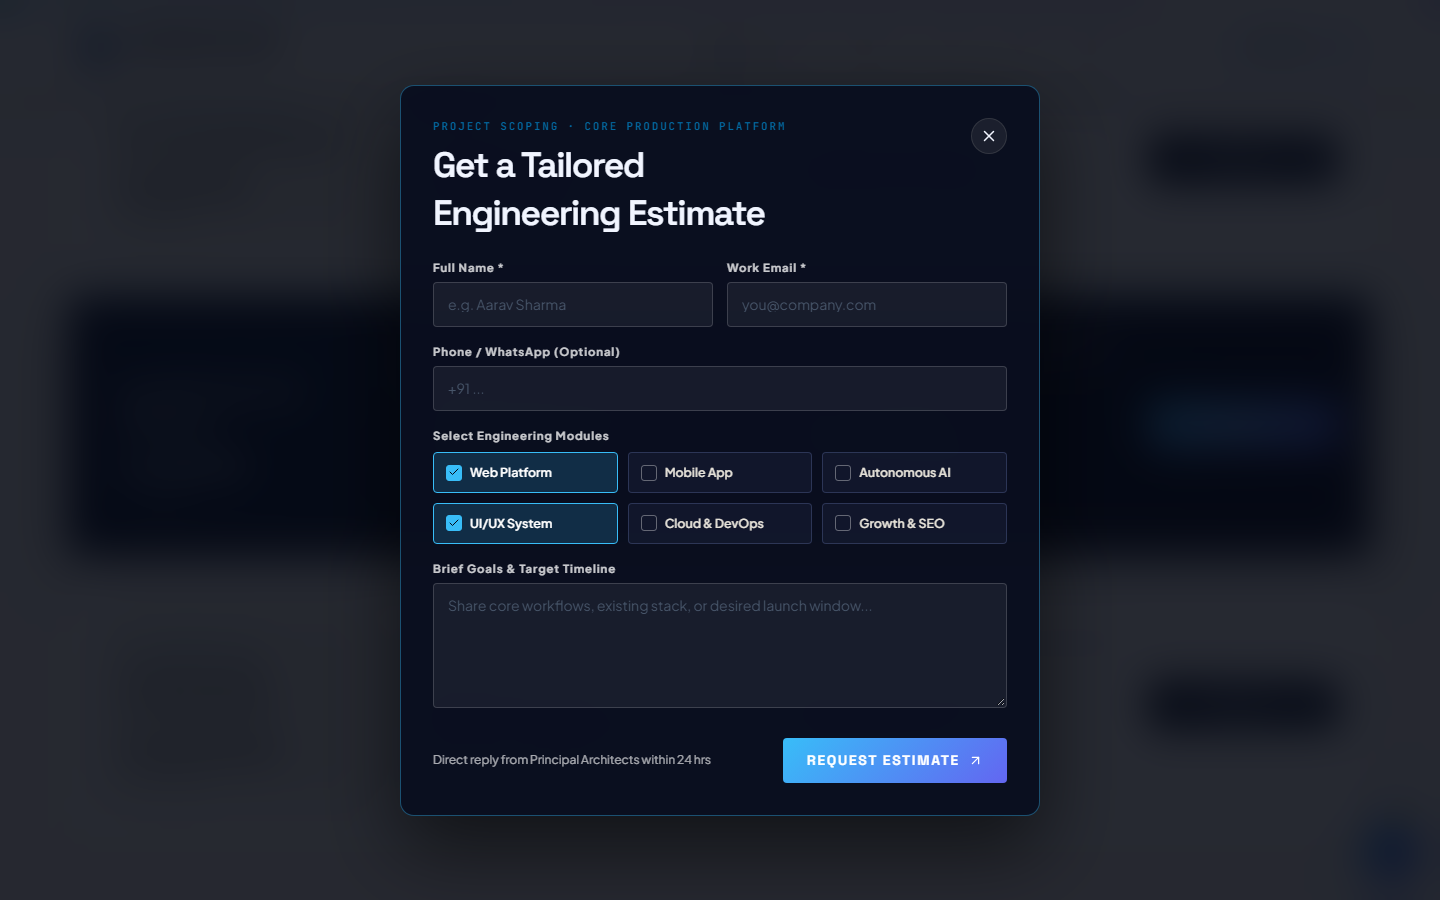 PROJECT SCOPING · CORE PRODUCTION PLATFORM
Get a Tailored
Engineering Estimate
Full Name *
Work Email *
e.g. Aarav Sharma
you@company.com
Phone / WhatsApp (Optional)
+91 ...
Select Engineering Modules
Web Platform
Mobile App
Autonomous AI
UI/UX System
Cloud & DevOps
Growth & SEO
Brief Goals & Target Timeline
Share core workflows, existing stack, or desired launch window...
Direct reply from Principal Architects within 24 hrs
REQUEST ESTIMATE